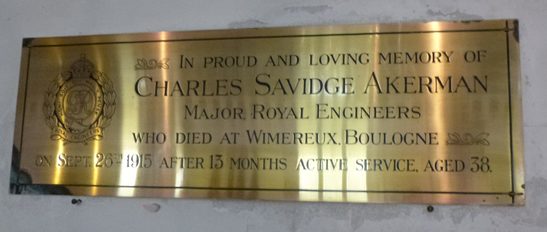 In proud and loving memory of
Charles Savidge Akerman
Major, Royal Engineers
who died at Wimereux, Boulogne
on Sept. 26th 1915 after 13 months active service, aged 38.